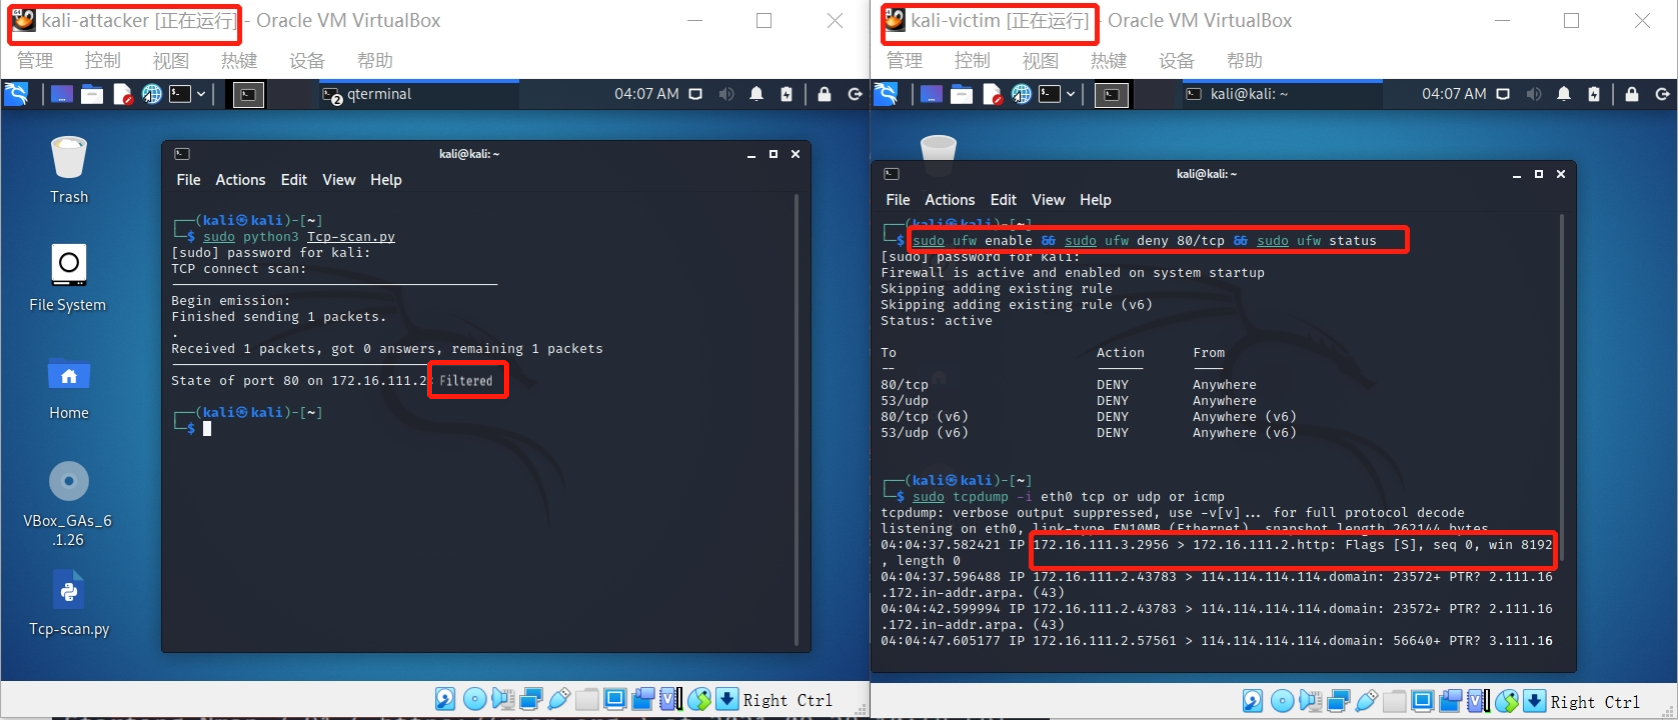 kali-attacker [正在运行] - Oracle VM VirtualBox
管理 控制 视图 热键 设备 帮助
qterminal 04:07 AM
Trash
File System
Home
VBox_GAs_6
.1.26
Tcp-scan.py
kali@kali: ~
File Actions Edit View Help
┌──(kali㉿kali)-[~]
└─$ sudo python3 Tcp-scan.py
[sudo] password for kali:
TCP connect scan:
Begin emission:
Finished sending 1 packets.
.
Received 1 packets, got 0 answers, remaining 1 packets
State of port 80 on 172.16.111.2: Filtered
┌──(kali㉿kali)-[~]
└─$
Right Ctrl
kali-victim [正在运行] - Oracle VM VirtualBox
管理 控制 视图 热键 设备 帮助
kali@kali: ~ 04:07 AM
kali@kali: ~
File Actions Edit View Help
┌──(kali㉿kali)-[~]
└─$ sudo ufw enable && sudo ufw deny 80/tcp && sudo ufw status
[sudo] password for kali:
Firewall is active and enabled on system startup
Skipping adding existing rule
Skipping adding existing rule (v6)
Status: active
To Action From
-- ------ ----
80/tcp DENY Anywhere
53/udp DENY Anywhere
80/tcp (v6) DENY Anywhere (v6)
53/udp (v6) DENY Anywhere (v6)
┌──(kali㉿kali)-[~]
└─$ sudo tcpdump -i eth0 tcp or udp or icmp
tcpdump: verbose output suppressed, use -v[v]... for full protocol decode
listening on eth0, link-type EN10MB (Ethernet), snapshot length 262144 bytes
04:04:37.582421 IP 172.16.111.3.2956 > 172.16.111.2.http: Flags [S], seq 0, win 8192
, length 0
04:04:37.596488 IP 172.16.111.2.43783 > 114.114.114.114.domain: 23572+ PTR? 2.111.16
.172.in-addr.arpa. (43)
04:04:42.599994 IP 172.16.111.2.43783 > 114.114.114.114.domain: 23572+ PTR? 2.111.16
.172.in-addr.arpa. (43)
04:04:47.605177 IP 172.16.111.2.57561 > 114.114.114.114.domain: 56640+ PTR? 3.111.16
Right Ctrl